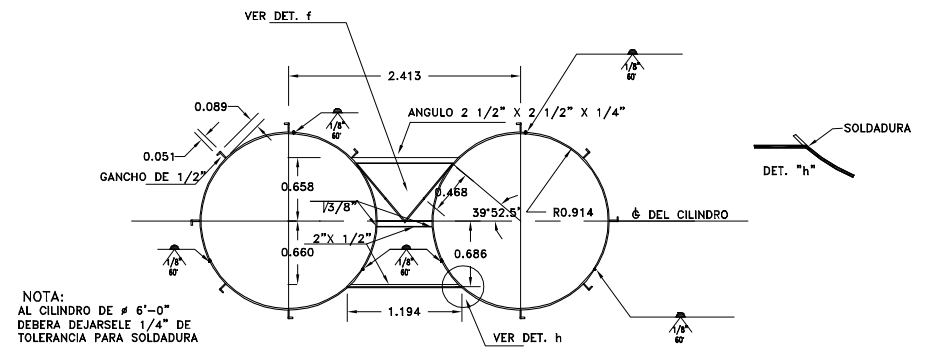 VER DET. f
2.413
1/8"
60°
0.089
1/8"
60°
ANGULO 2 1/2" X 2 1/2" X 1/4"
SOLDADURA
0.051
DET. "h"
GANCHO DE 1/2"
0.658
0.468
3/8"
39°52.5'
R0.914
℄ DEL CILINDRO
2"X 1/2"
0.660
0.686
1/8"
60°
1/8"
60°
NOTA:
AL CILINDRO DE ø 6'-0"
DEBERA DEJARSELE 1/4" DE
TOLERANCIA PARA SOLDADURA
1.194
VER DET. h
1/8"
60°